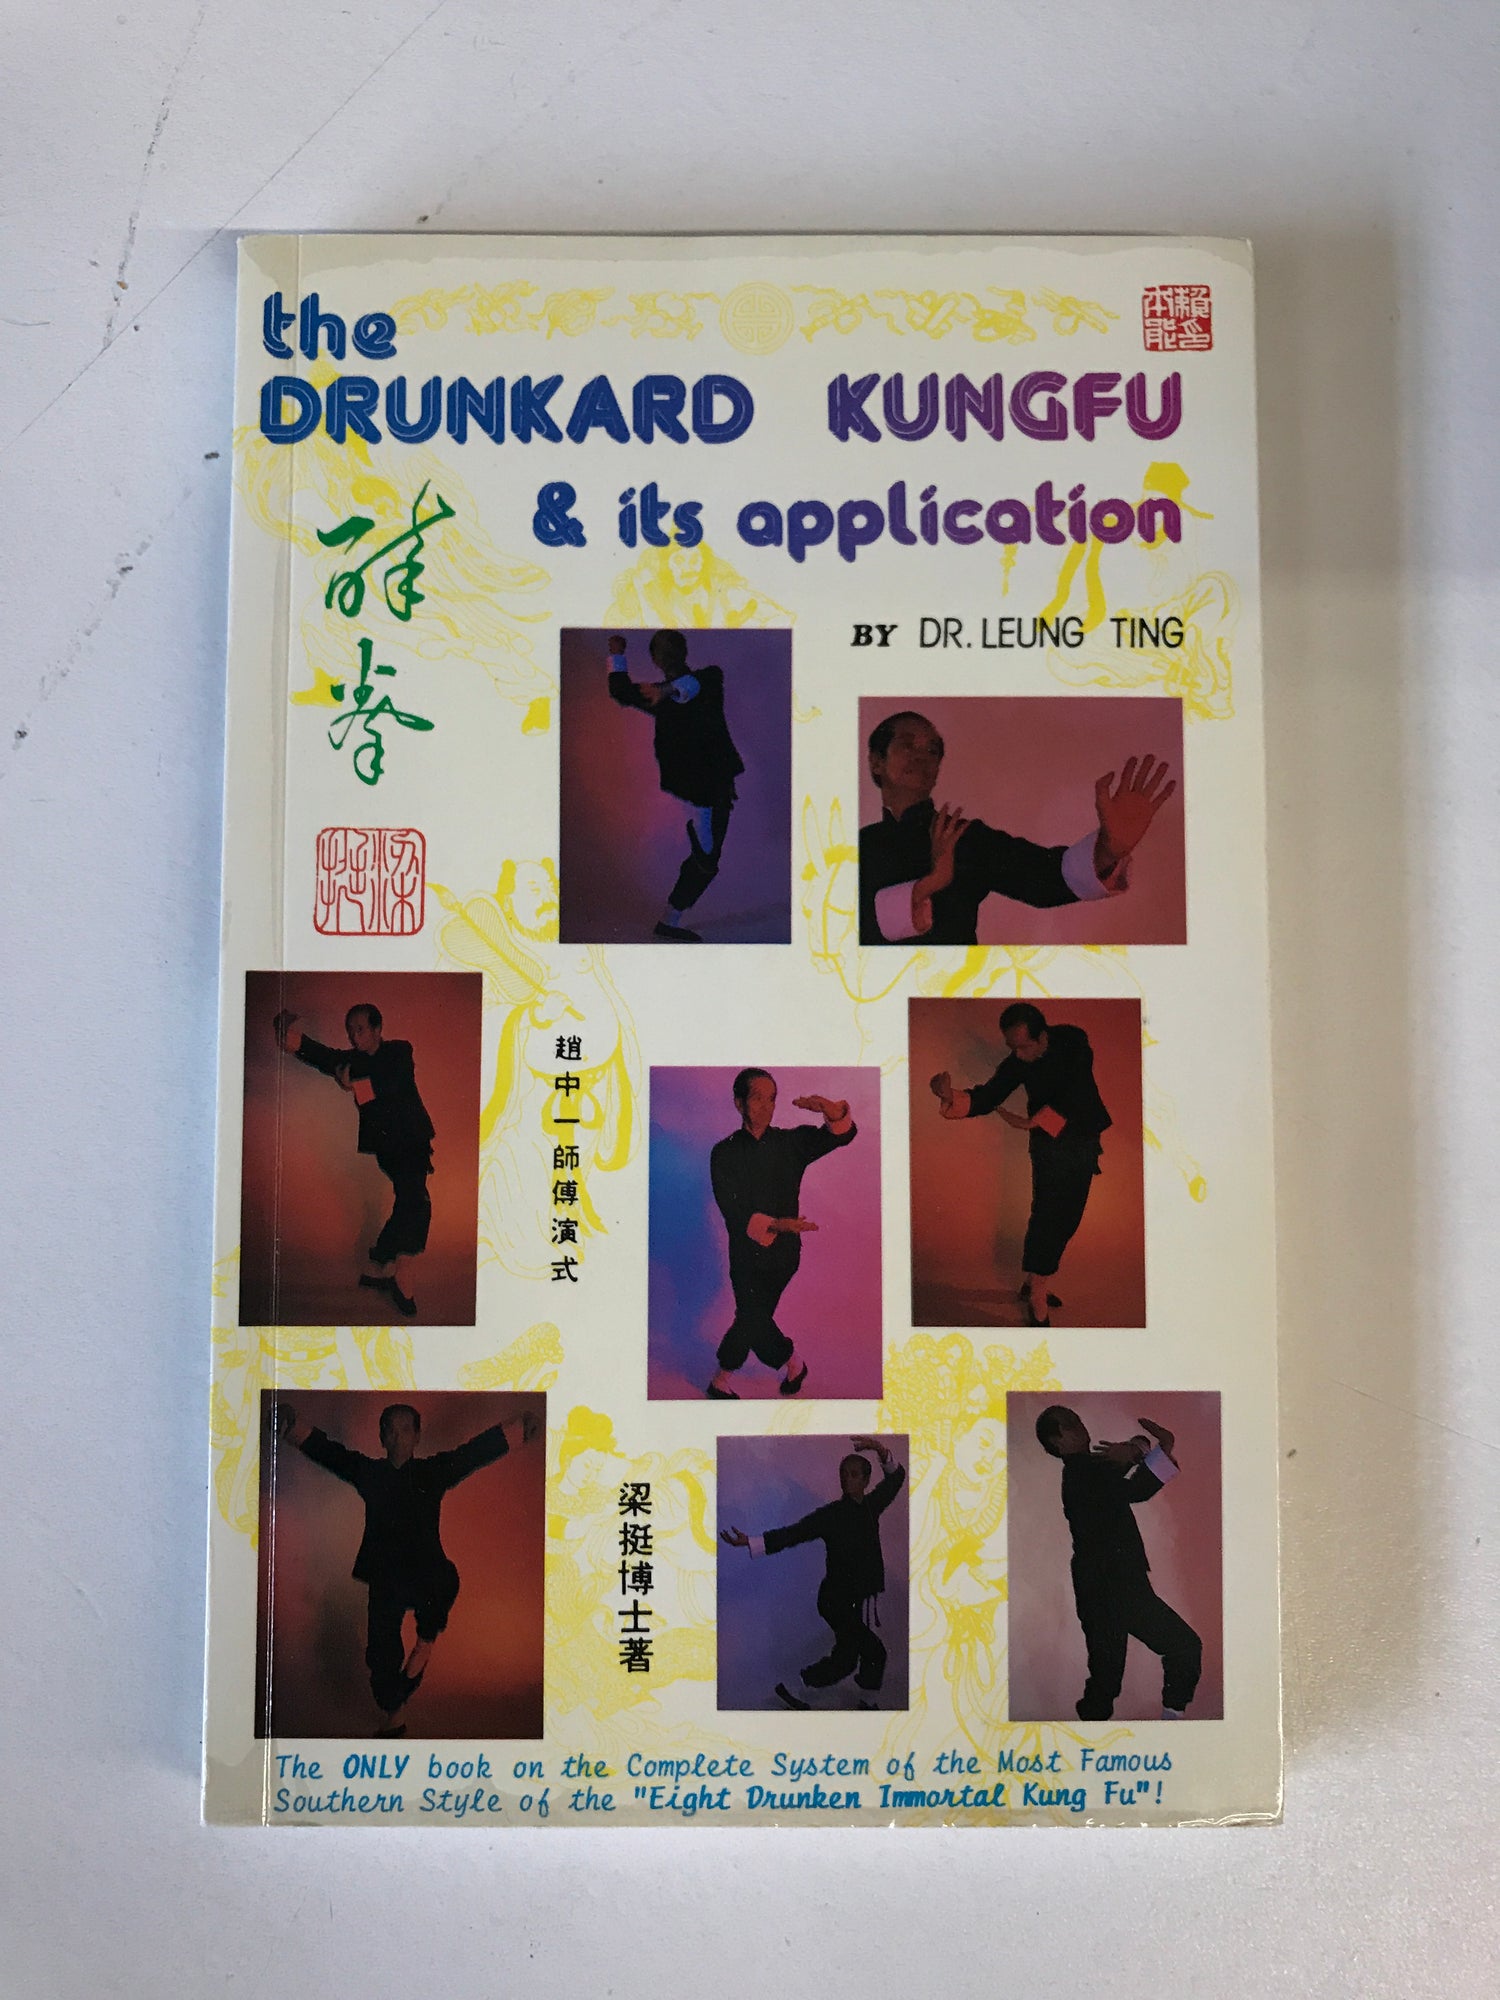 the
DRUNKARD KUNGFU
& its application
醉拳
BY DR. LEUNG TING
梁挺
趙中一師傅演式
梁挺博士著
The ONLY book on the Complete System of the Most Famous
Southern Style of the "Eight Drunken Immortal Kung Fu"!